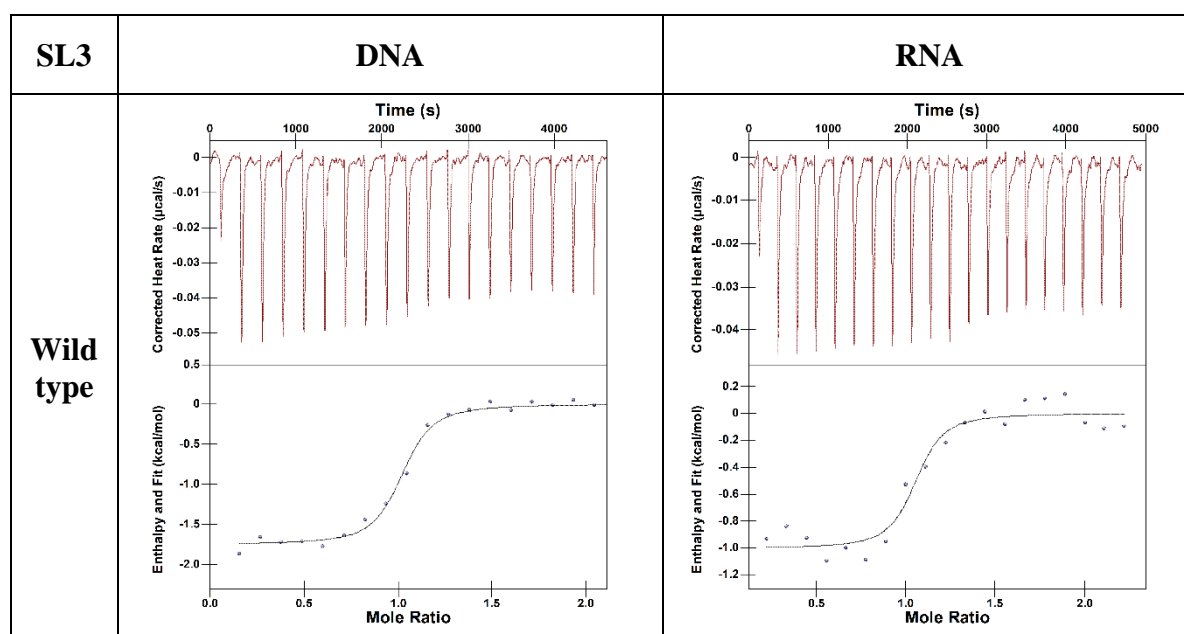 SL3 DNA RNA
Wild
type
Time (s)
0 1000 2000 3000 4000
Corrected Heat Rate (µcal/s)
0
-0.01
-0.02
-0.03
-0.04
-0.05
0.5
Enthalpy and Fit (kcal/mol)
0
-0.5
-1.0
-1.5
-2.0
0.0 0.5 1.0 1.5 2.0
Mole Ratio
Time (s)
0 1000 2000 3000 4000 5000
Corrected Heat Rate (µcal/s)
0
-0.01
-0.02
-0.03
-0.04
Enthalpy and Fit (kcal/mol)
0.2
0
-0.2
-0.4
-0.6
-0.8
-1.0
-1.2
0.5 1.0 1.5 2.0
Mole Ratio